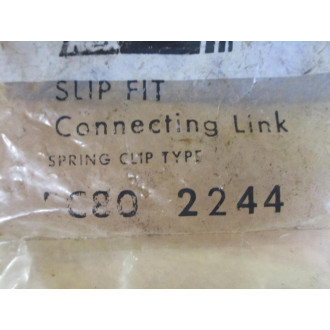 SLIP FIT
Connecting Link
SPRING CLIP TYPE
C80 2244